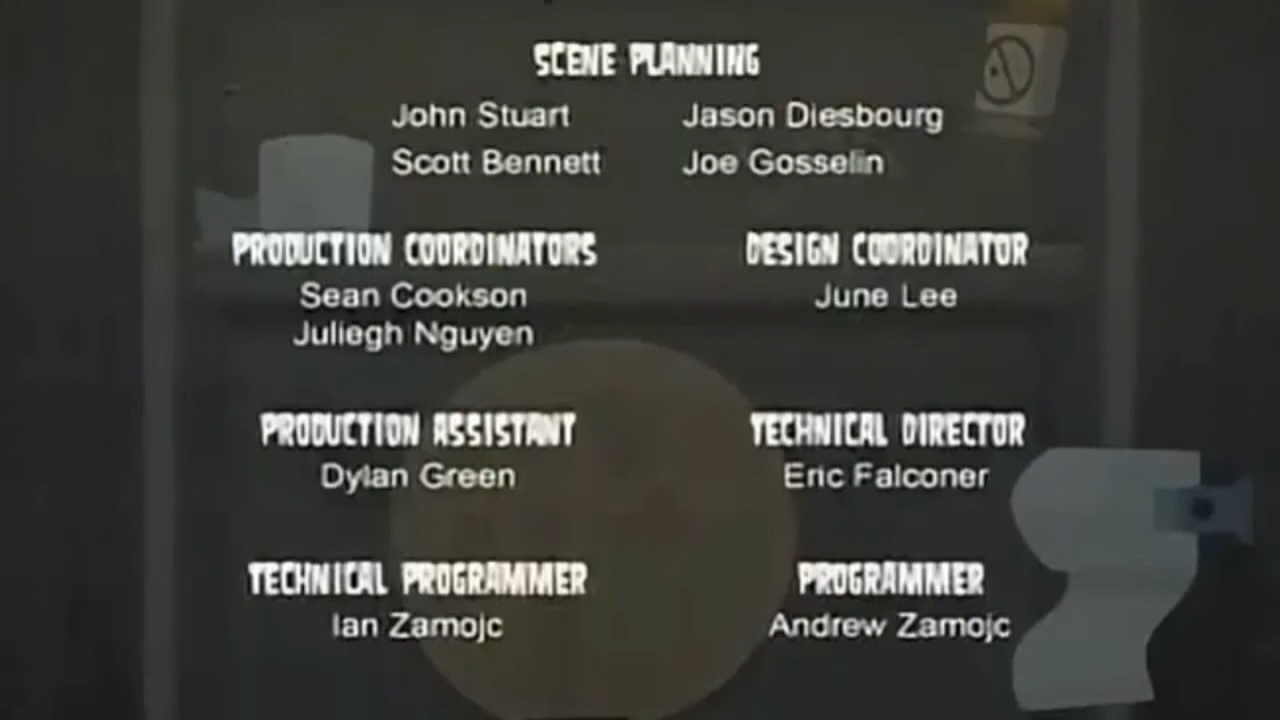 SCENE PLANNING
John Stuart Jason Diesbourg
Scott Bennett Joe Gosselin
PRODUCTION COORDINATORS DESIGN COORDINATOR
Sean Cookson June Lee
Juliegh Nguyen
PRODUCTION ASSISTANT TECHNICAL DIRECTOR
Dylan Green Eric Falconer
TECHNICAL PROGRAMMER PROGRAMMER
Ian Zamojc Andrew Zamojc